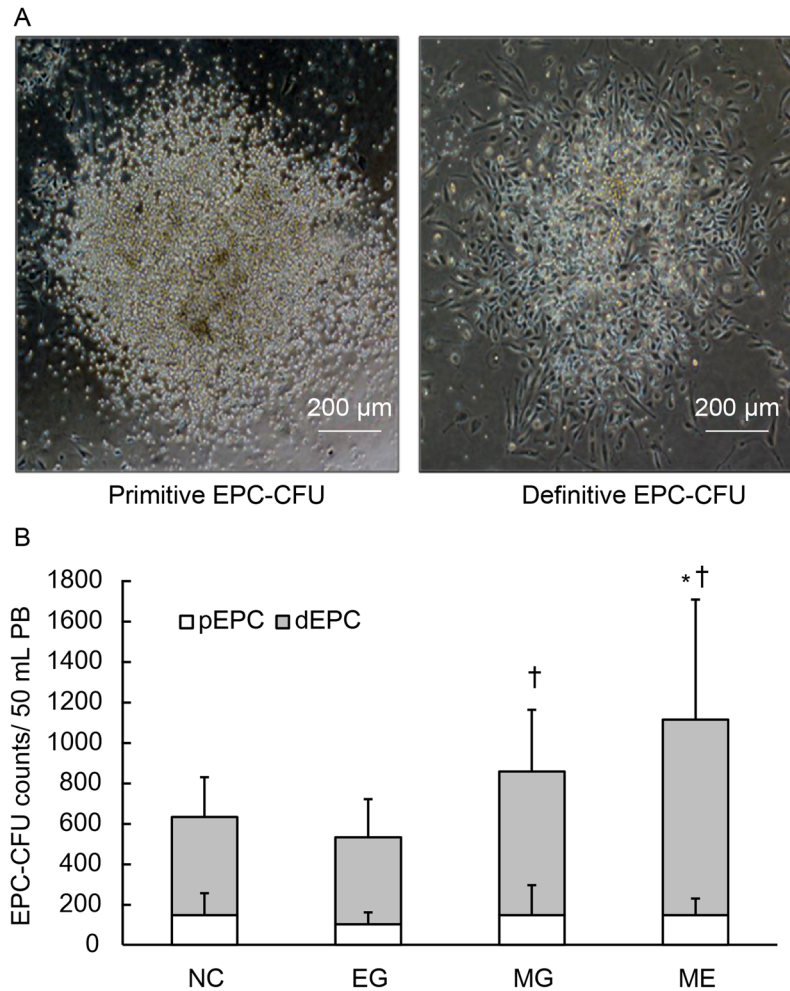 A
200 µm
200 µm
Primitive EPC-CFU
Definitive EPC-CFU
B
EPC-CFU counts/ 50 mL PB
1800
1600
1400
1200
1000
800
600
400
200
0
pEPC
dEPC
†
*†
NC
EG
MG
ME